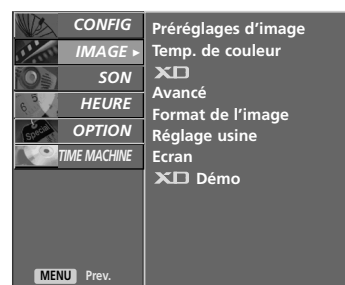 CONFIG
IMAGE ►
SON
HEURE
OPTION
TIME MACHINE
MENU Prev.
Préréglages d’image
Temp. de couleur
XD
Avancé
Format de l’image
Réglage usine
Ecran
XD Démo